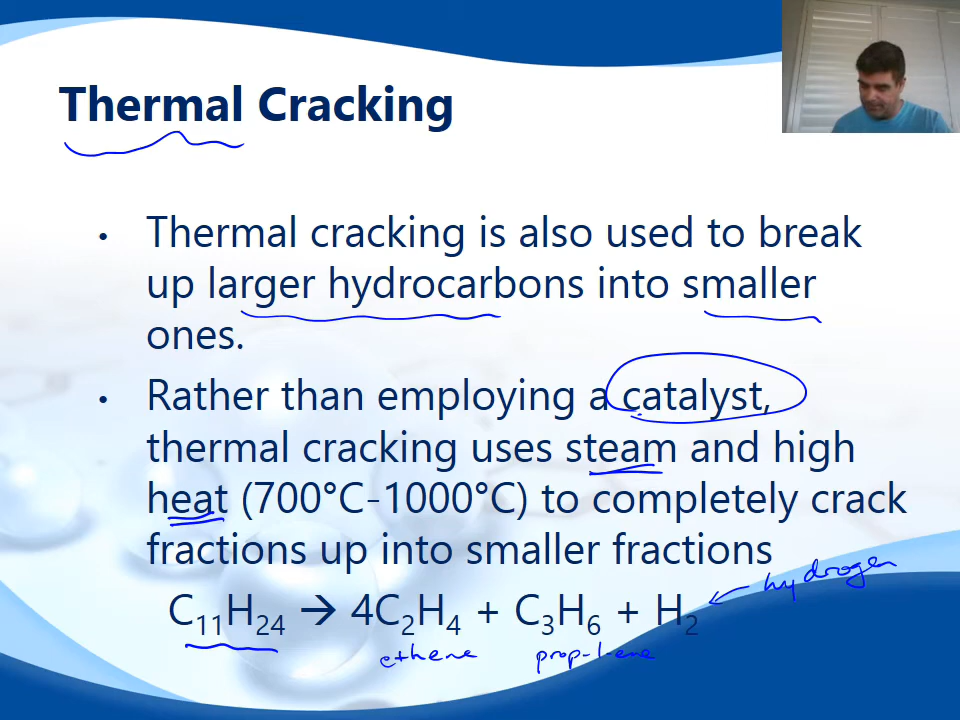 Thermal Cracking
• Thermal cracking is also used to break
up larger hydrocarbons into smaller
ones.
• Rather than employing a catalyst,
thermal cracking uses steam and high
heat (700°C-1000°C) to completely crack
fractions up into smaller fractions
hydrogen
C₁₁H₂₄ → 4C₂H₄ + C₃H₆ + H₂
ethene prop-1-ene